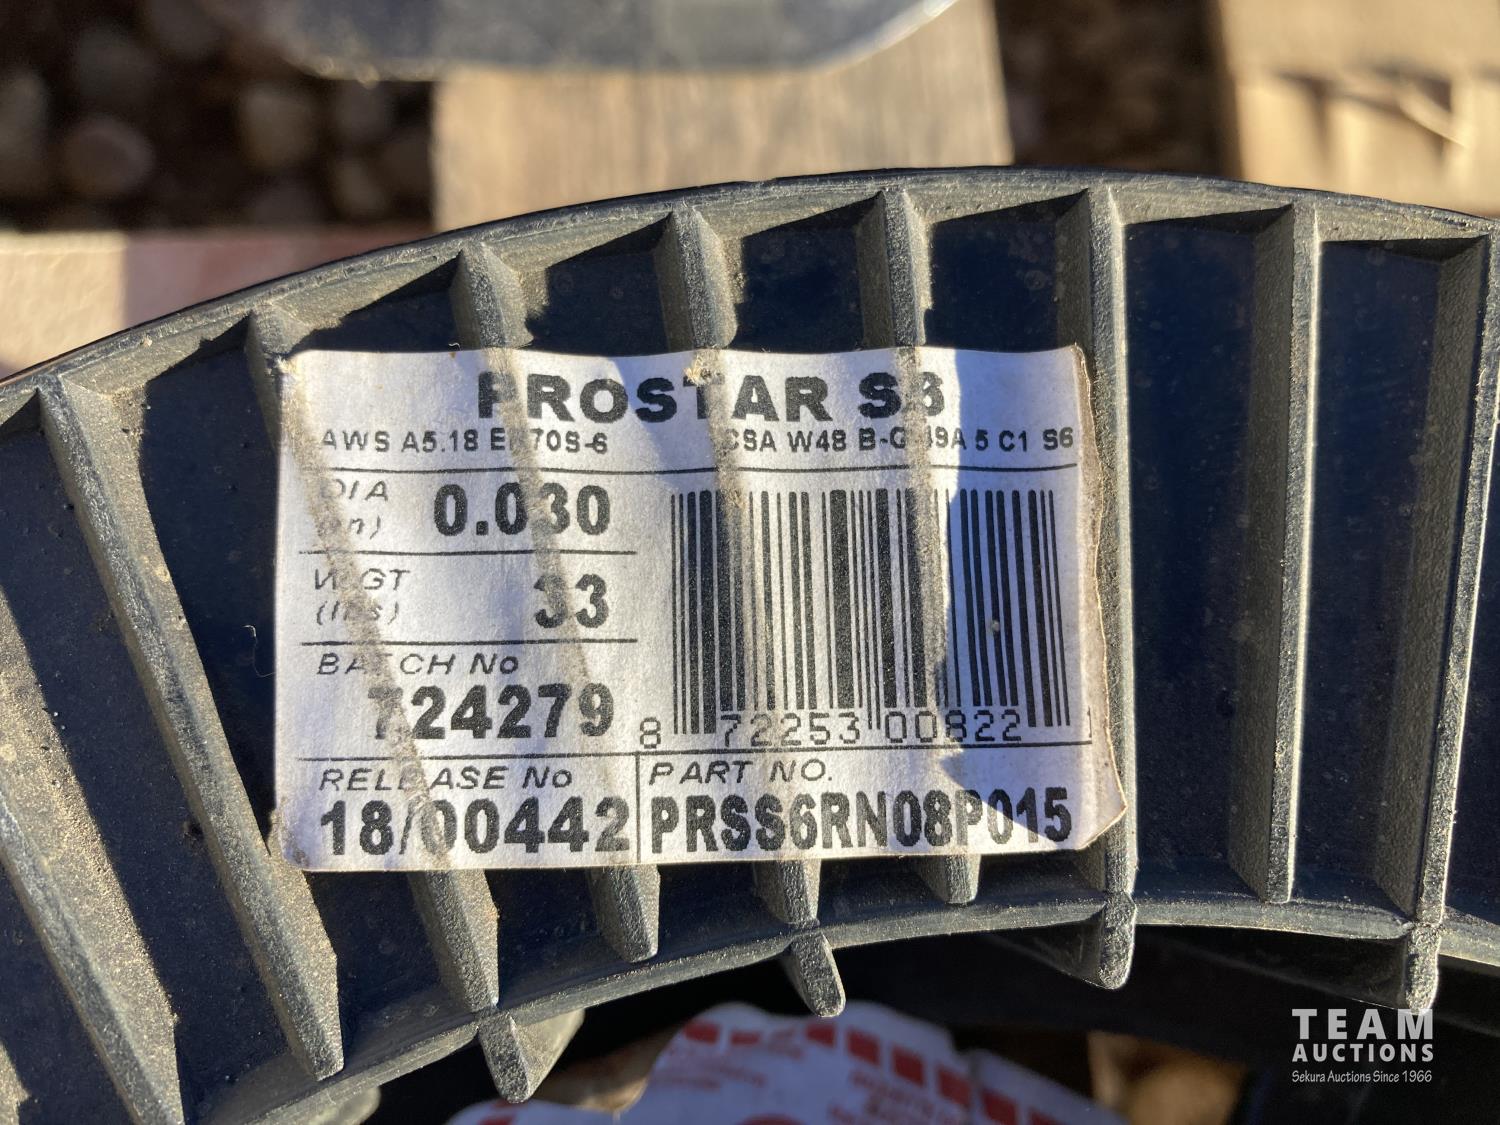 PROSTAR S6
AWS A5.18 ER70S-6 CSA W48 B-G 49A 5 C1 S6
DIA (in) 0.030
WGT (lbs) 33
BATCH No
724279
8 72253 00822 1
RELEASE No
18/00442
PART NO.
PRSS6RN08P015
TEAM
AUCTIONS
Sekura Auctions Since 1966